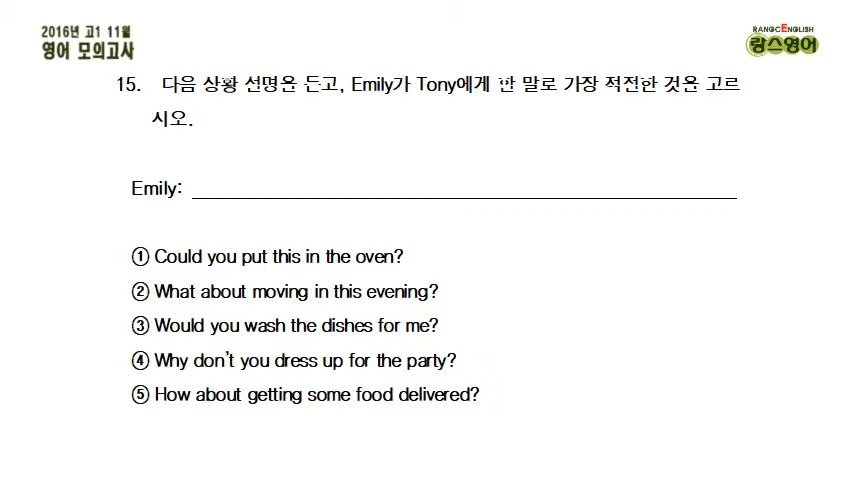 2016년 고1 11월
영어 모의고사
RANGCENGLISH
랑스영어
15. 다음 상황 설명을 듣고, Emily가 Tony에게 할 말로 가장 적절한 것을 고르
시오.
Emily:
① Could you put this in the oven?
② What about moving in this evening?
③ Would you wash the dishes for me?
④ Why don't you dress up for the party?
⑤ How about getting some food delivered?